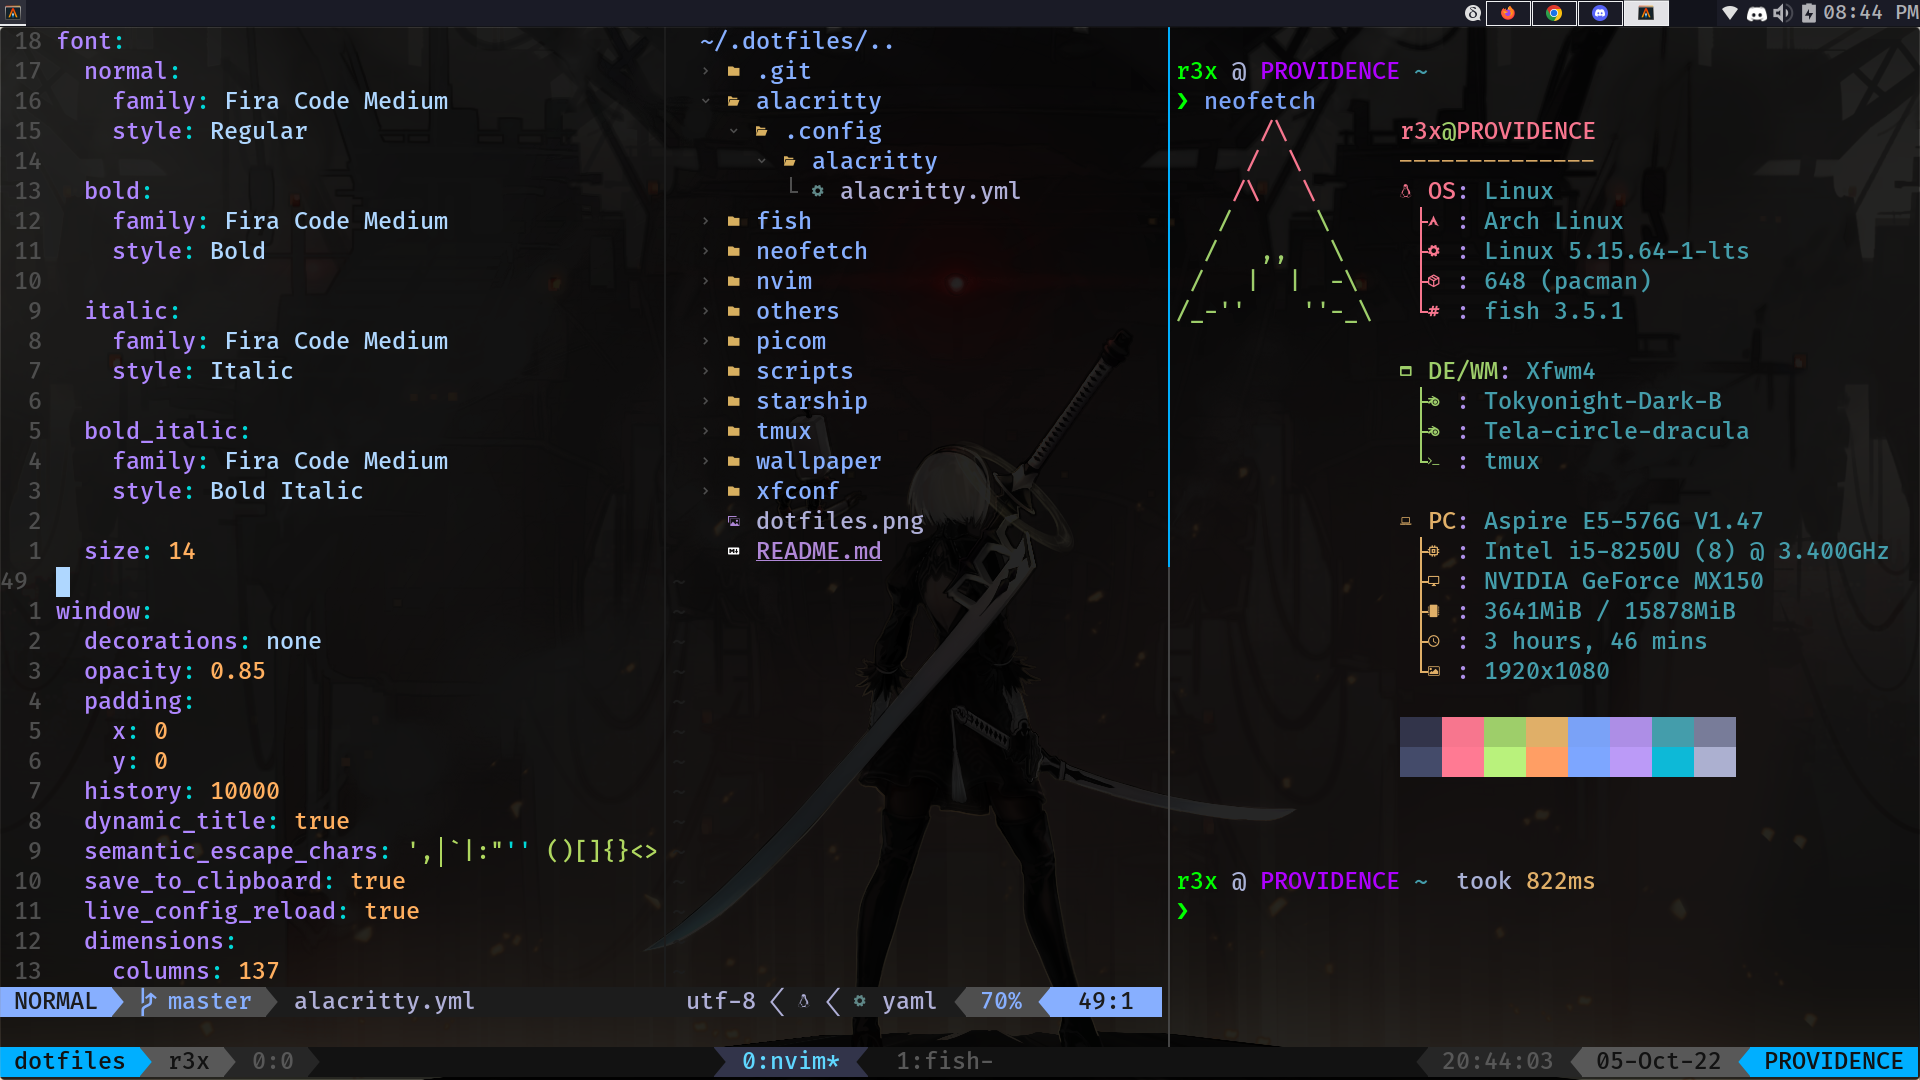 08:44 PM
18 font:
17 normal:
16 family: Fira Code Medium
15 style: Regular
14
13 bold:
12 family: Fira Code Medium
11 style: Bold
10
9 italic:
8 family: Fira Code Medium
7 style: Italic
6
5 bold_italic:
4 family: Fira Code Medium
3 style: Bold Italic
2
1 size: 14
49
1 window:
2 decorations: none
3 opacity: 0.85
4 padding:
5 x: 0
6 y: 0
7 history: 10000
8 dynamic_title: true
9 semantic_escape_chars: ',│`|:"'' ()[]{}<>
10 save_to_clipboard: true
11 live_config_reload: true
12 dimensions:
13 columns: 137
~/.dotfiles/..
.git
alacritty
.config
alacritty
alacritty.yml
fish
neofetch
nvim
others
picom
scripts
starship
tmux
wallpaper
xfconf
dotfiles.png
README.md
NORMAL master alacritty.yml utf-8 yaml 70% 49:1
r3x @ PROVIDENCE ~
❯ neofetch
r3x@PROVIDENCE
--------------
OS: Linux
: Arch Linux
: Linux 5.15.64-1-lts
: 648 (pacman)
: fish 3.5.1
DE/WM: Xfwm4
: Tokyonight-Dark-B
: Tela-circle-dracula
: tmux
PC: Aspire E5-576G V1.47
: Intel i5-8250U (8) @ 3.400GHz
: NVIDIA GeForce MX150
: 3641MiB / 15878MiB
: 3 hours, 46 mins
: 1920x1080
r3x @ PROVIDENCE ~ took 822ms
❯
dotfiles r3x 0:0 0:nvim* 1:fish- 20:44:03 05-Oct-22 PROVIDENCE